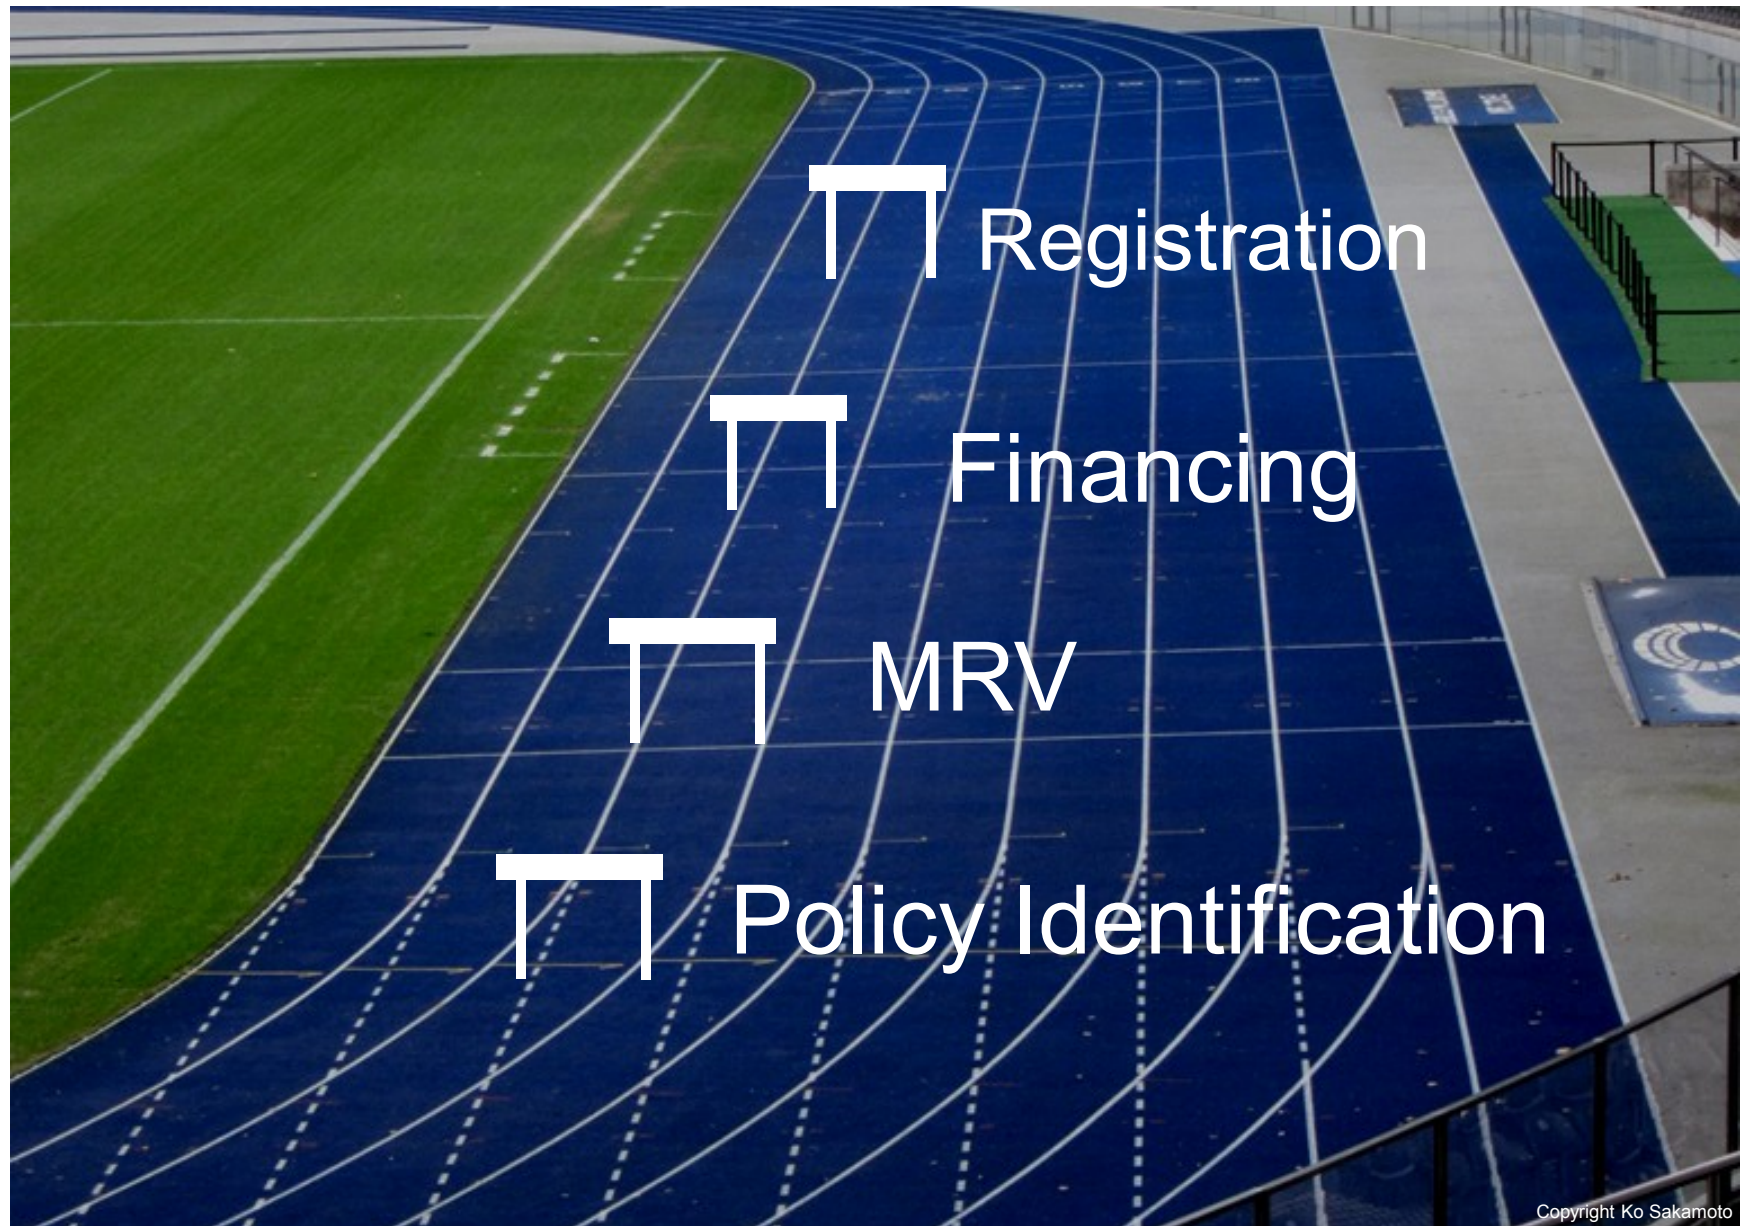 Registration
Financing
MRV
Policy Identification
Copyright Ko Sakamoto